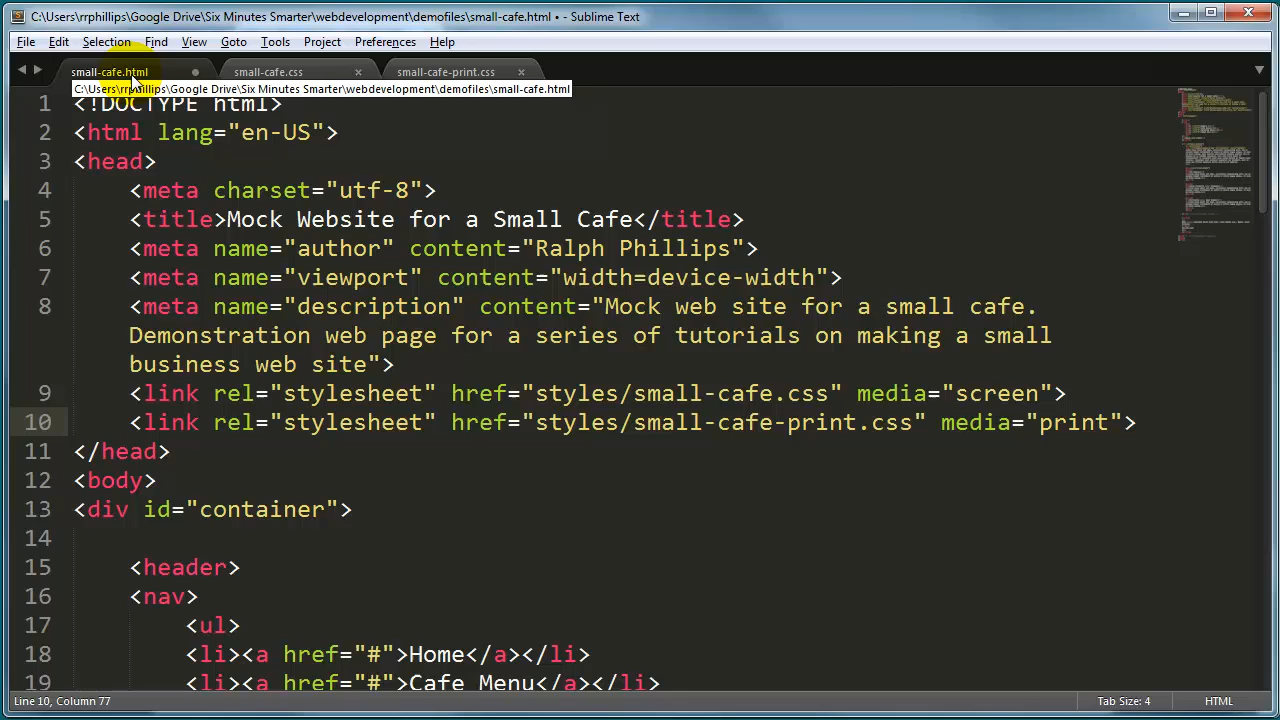 C:\Users\rrphillips\Google Drive\Six Minutes Smarter\webdevelopment\demofiles\small-cafe.html • - Sublime Text
File Edit Selection Find View Goto Tools Project Preferences Help
small-cafe.html small-cafe.css × small-cafe-print.css ×
C:\Users\rrphillips\Google Drive\Six Minutes Smarter\webdevelopment\demofiles\small-cafe.html
1 <!DOCTYPE html>
2 <html lang="en-US">
3 <head>
4 <meta charset="utf-8">
5 <title>Mock Website for a Small Cafe</title>
6 <meta name="author" content="Ralph Phillips">
7 <meta name="viewport" content="width=device-width">
8 <meta name="description" content="Mock web site for a small cafe.
Demonstration web page for a series of tutorials on making a small
business web site">
9 <link rel="stylesheet" href="styles/small-cafe.css" media="screen">
10 <link rel="stylesheet" href="styles/small-cafe-print.css" media="print">
11 </head>
12 <body>
13 <div id="container">
14
15 <header>
16 <nav>
17 <ul>
18 <li><a href="#">Home</a></li>
19 <li><a href="#">Cafe Menu</a></li>
Line 10, Column 77 Tab Size: 4 HTML